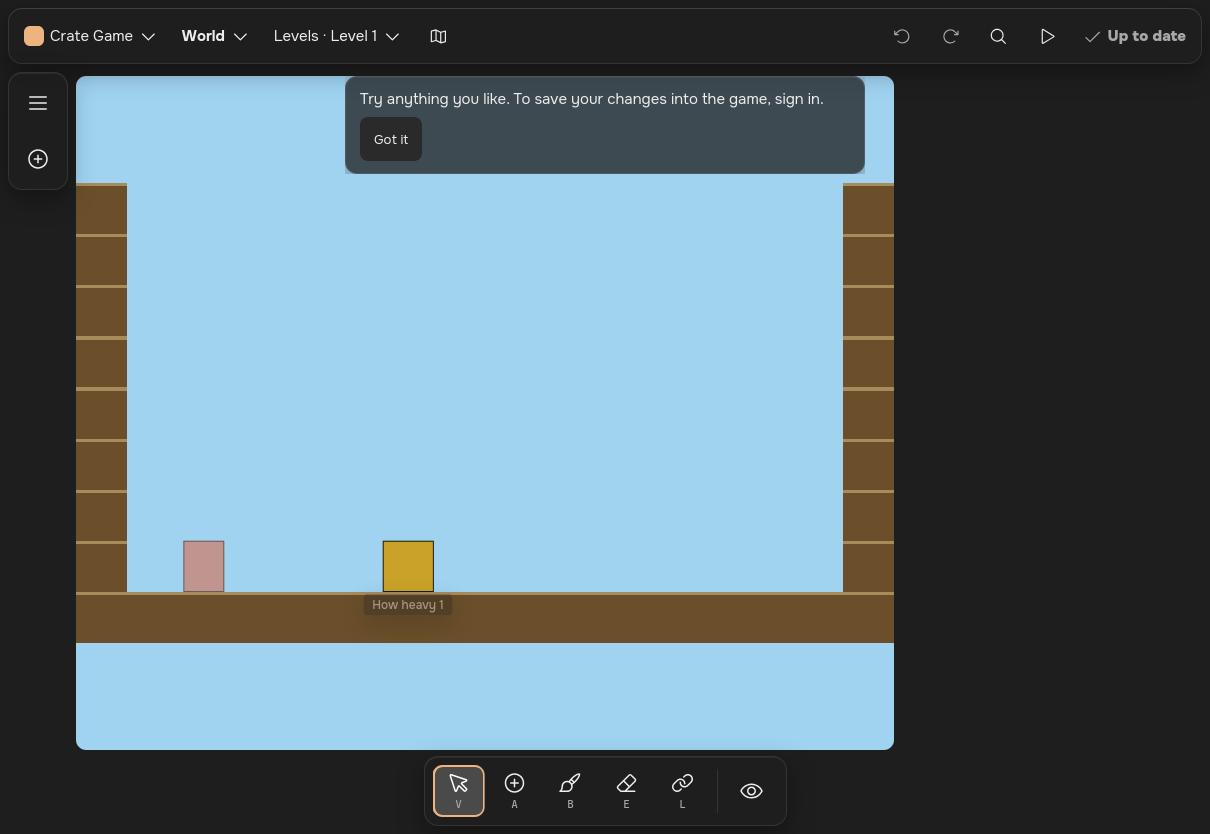 Crate Game
World
Levels · Level 1
Up to date
Try anything you like. To save your changes into the game, sign in.
Got it
How heavy 1
V
A
B
E
L